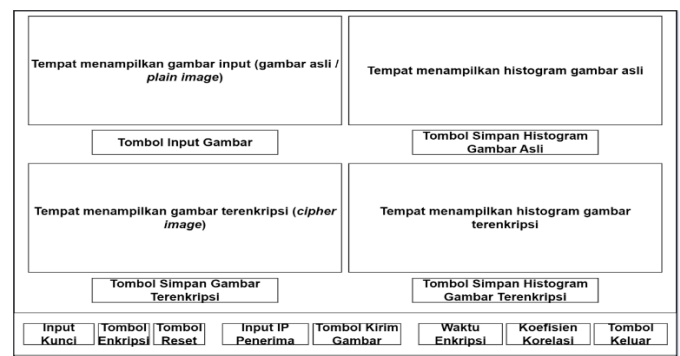 Tempat menampilkan gambar input (gambar asli /
plain image)
Tempat menampilkan histogram gambar asli
Tombol Input Gambar
Tombol Simpan Histogram
Gambar Asli
Tempat menampilkan gambar terenkripsi (cipher
image)
Tempat menampilkan histogram gambar
terenkripsi
Tombol Simpan Gambar
Terenkripsi
Tombol Simpan Histogram
Gambar Terenkripsi
Input
Kunci
Tombol
Enkripsi
Tombol
Reset
Input IP
Penerima
Tombol Kirim
Gambar
Waktu
Enkripsi
Koefisien
Korelasi
Tombol
Keluar